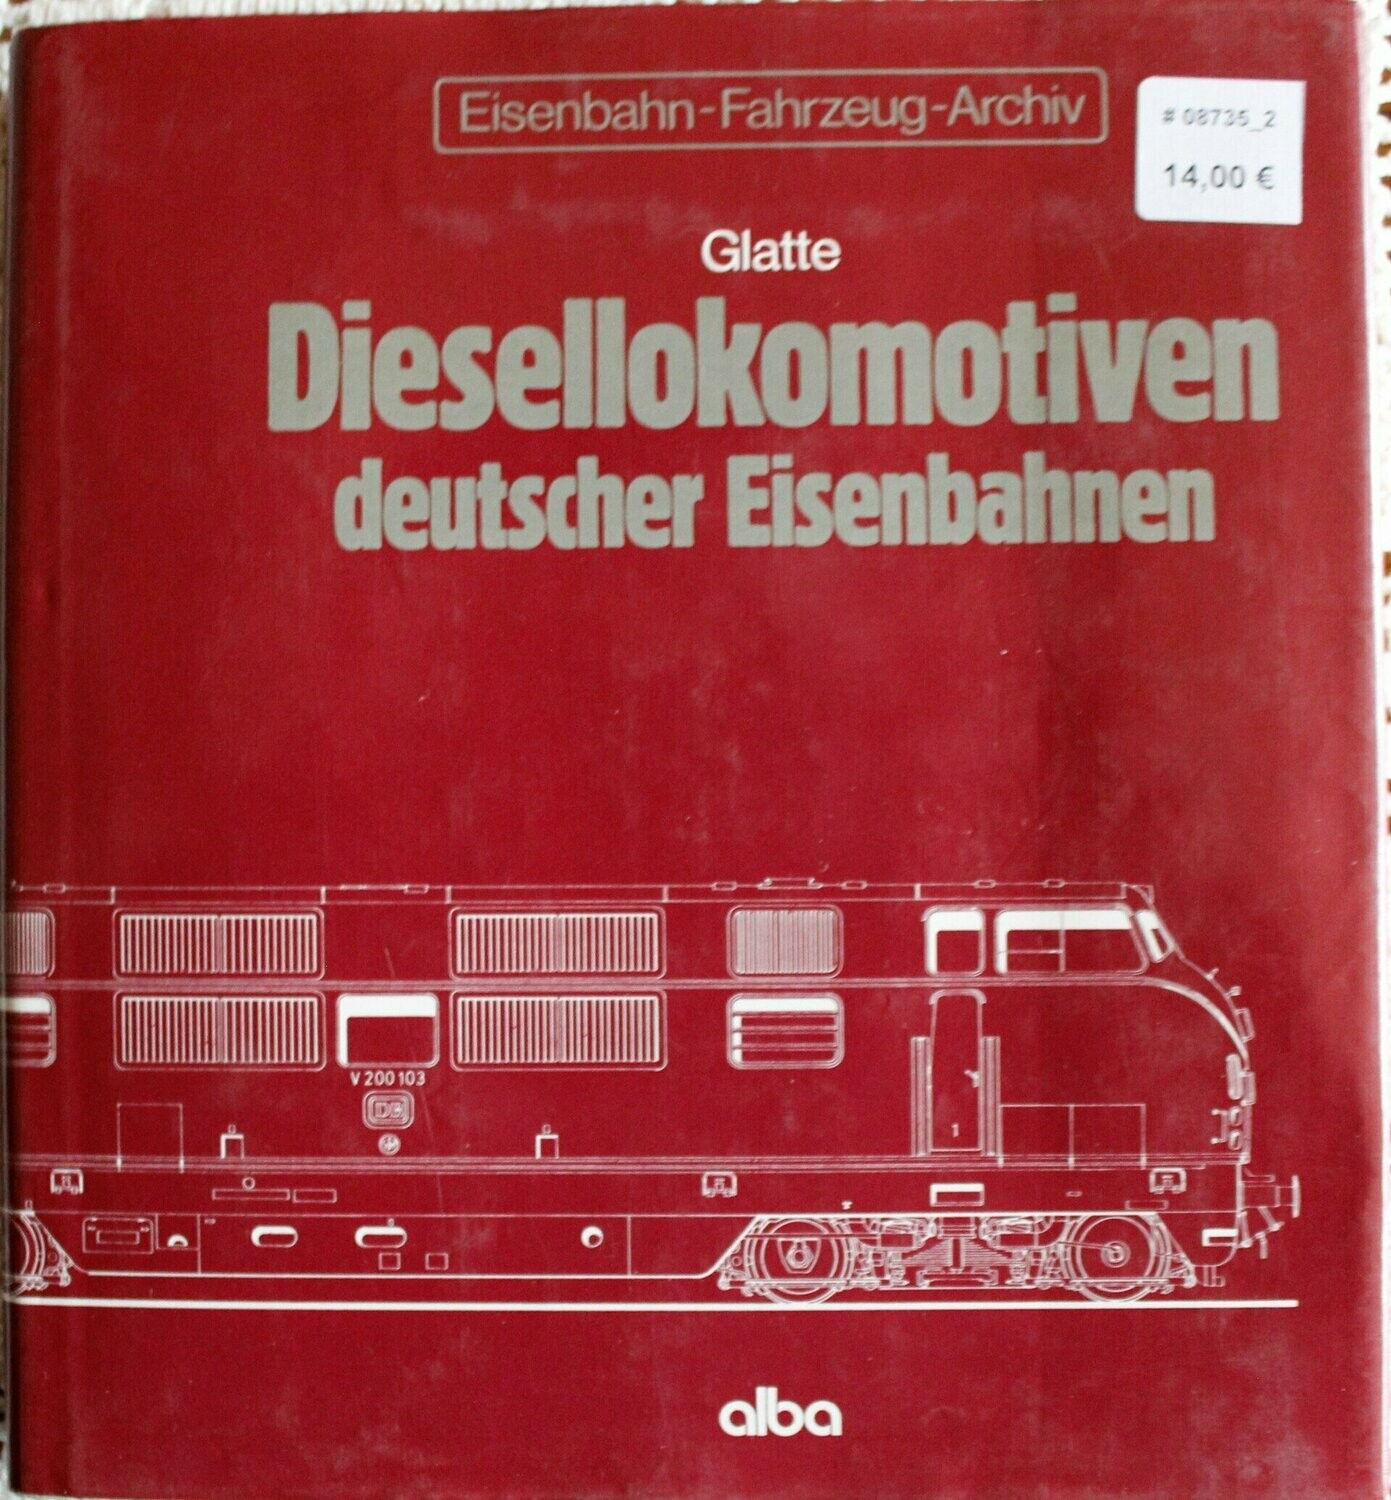 Eisenbahn-Fahrzeug-Archiv
# 08735_2
14,00 €
Glatte
Diesellokomotiven
deutscher Eisenbahnen
V 200 103
DB
1
alba